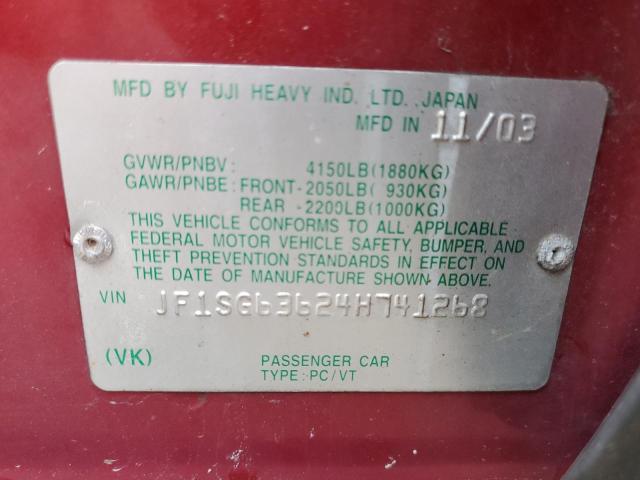 MFD BY FUJI HEAVY IND. LTD. JAPAN
MFD IN 11/03
GVWR/PNBV: 4150LB(1880KG)
GAWR/PNBE: FRONT-2050LB( 930KG)
REAR -2200LB(1000KG)
THIS VEHICLE CONFORMS TO ALL APPLICABLE
FEDERAL MOTOR VEHICLE SAFETY, BUMPER, AND
THEFT PREVENTION STANDARDS IN EFFECT ON
THE DATE OF MANUFACTURE SHOWN ABOVE.
VIN JF1SG63624H741268
(VK) PASSENGER CAR
TYPE:PC/VT